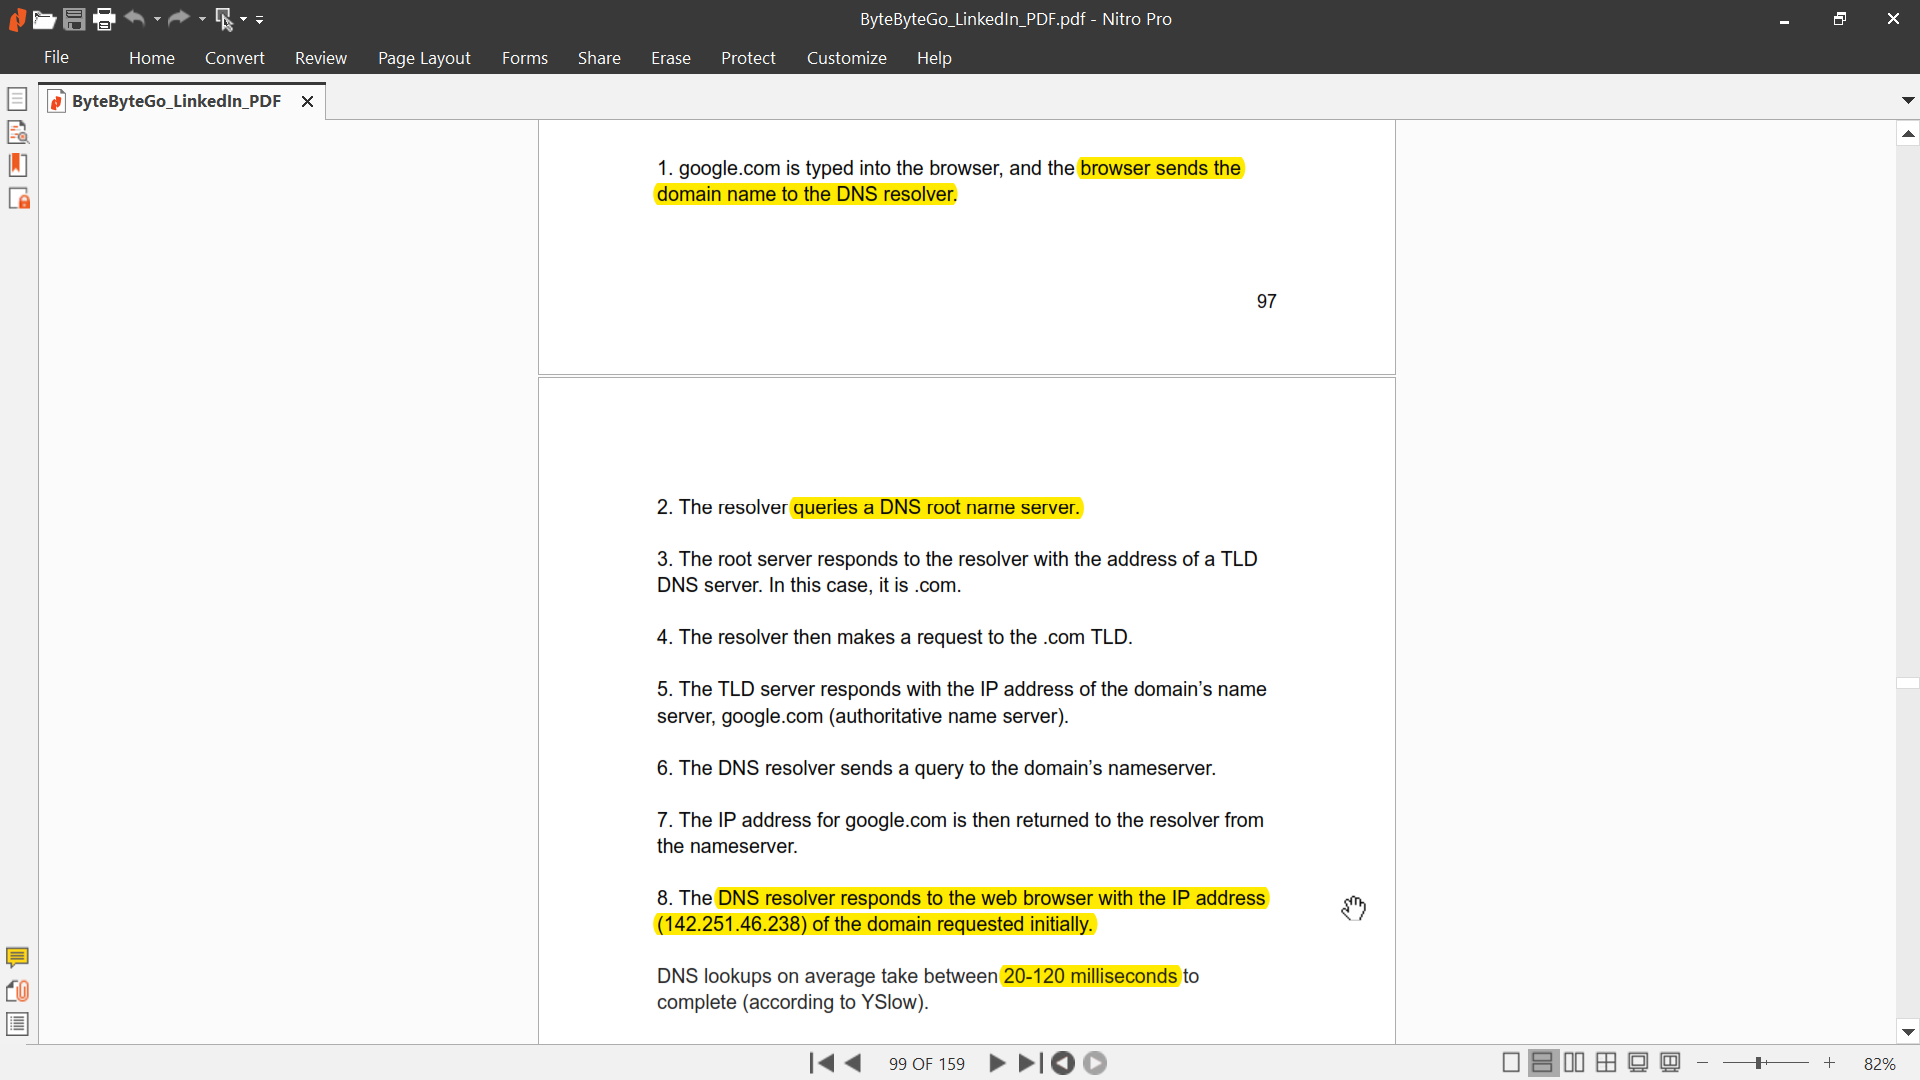 ByteByteGo_LinkedIn_PDF.pdf - Nitro Pro
File Home Convert Review Page Layout Forms Share Erase Protect Customize Help
ByteByteGo_LinkedIn_PDF
1. google.com is typed into the browser, and the browser sends the
domain name to the DNS resolver.
97
2. The resolver queries a DNS root name server.
3. The root server responds to the resolver with the address of a TLD
DNS server. In this case, it is .com.
4. The resolver then makes a request to the .com TLD.
5. The TLD server responds with the IP address of the domain’s name
server, google.com (authoritative name server).
6. The DNS resolver sends a query to the domain’s nameserver.
7. The IP address for google.com is then returned to the resolver from
the nameserver.
8. The DNS resolver responds to the web browser with the IP address
(142.251.46.238) of the domain requested initially.
DNS lookups on average take between 20-120 milliseconds to
complete (according to YSlow).
99 OF 159
82%